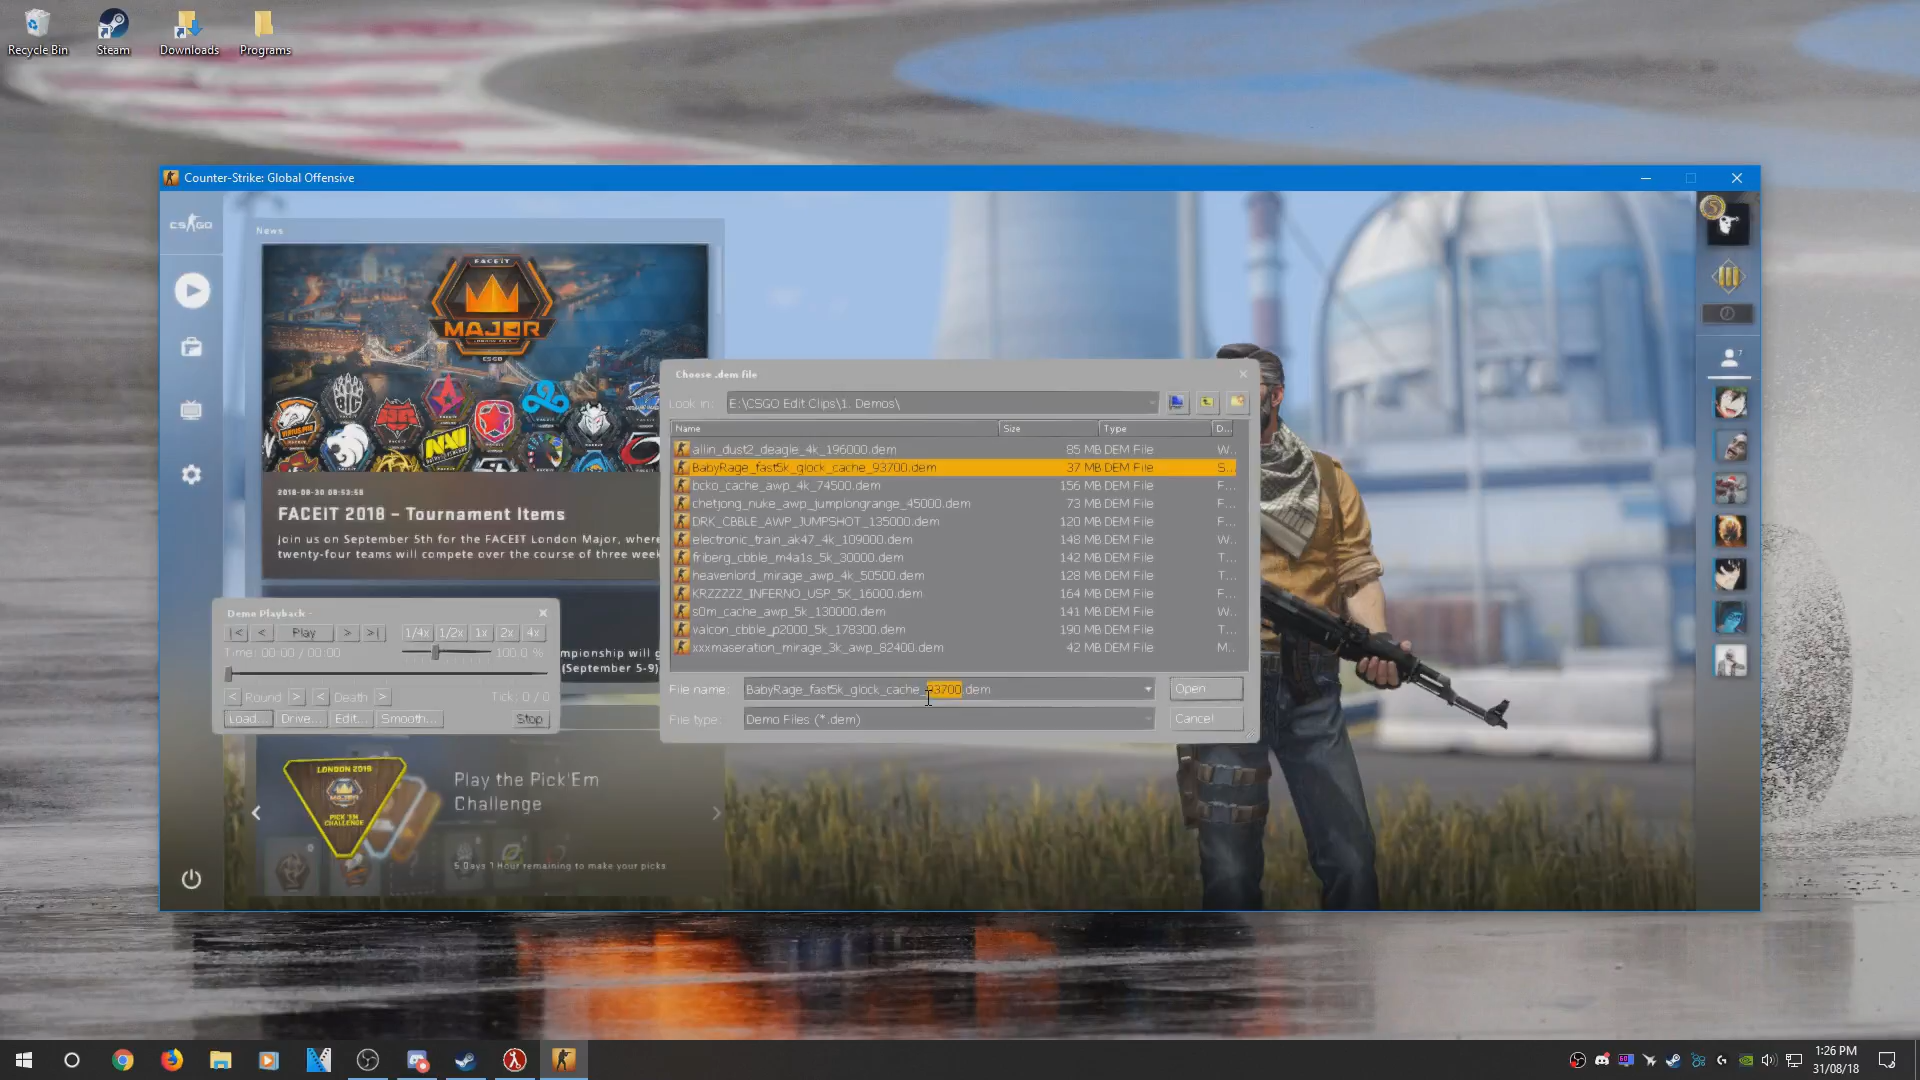 Recycle Bin
Steam
Downloads
Programs
Counter-Strike: Global Offensive
CS GO
News
FACEIT
MAJOR
CS:GO
2018-08-30 08:53:58
FACEIT 2018 – Tournament Items
Join us on September 5th for the FACEIT London Major, where
twenty-four teams will compete over the course of three week
mpionship will g
(September 5-9)
Demo Playback -
|<
<
Play
>
>|
1/4x
1/2x
1x
2x
4x
Time: 00:00 / 00:00
100.0 %
< Round >
< Death >
Tick: 0 / 0
Load...
Drive...
Edit...
Smooth...
Stop
Choose .dem file
Look in:
E:\CSGO Edit Clips\1. Demos\
Name
Size
Type
D...
allin_dust2_deagle_4k_196000.dem 85 MB DEM File W...
BabyRage_fast5k_glock_cache_93700.dem 37 MB DEM File S...
bcko_cache_awp_4k_74500.dem 156 MB DEM File F...
chetjong_nuke_awp_jumplongrange_45000.dem 73 MB DEM File F...
DRK_CBBLE_AWP_JUMPSHOT_135000.dem 120 MB DEM File F...
electronic_train_ak47_4k_109000.dem 148 MB DEM File W...
friberg_cbble_m4a1s_5k_30000.dem 142 MB DEM File T...
heavenlord_mirage_awp_4k_50500.dem 128 MB DEM File T...
KRZZZZZ_INFERNO_USP_5K_16000.dem 164 MB DEM File F...
s0m_cache_awp_5k_130000.dem 141 MB DEM File W...
valcon_cbble_p2000_5k_178300.dem 190 MB DEM File T...
xxxmaseration_mirage_3k_awp_82400.dem 42 MB DEM File M...
File name:
BabyRage_fast5k_glock_cache_93700.dem
Open
File type:
Demo Files (*.dem)
Cancel
LONDON 2018
MAJOR
PICK 'EM
CHALLENGE
Play the Pick'Em
Challenge
5 Days 1 Hour remaining to make your picks
7
1:26 PM
31/08/18